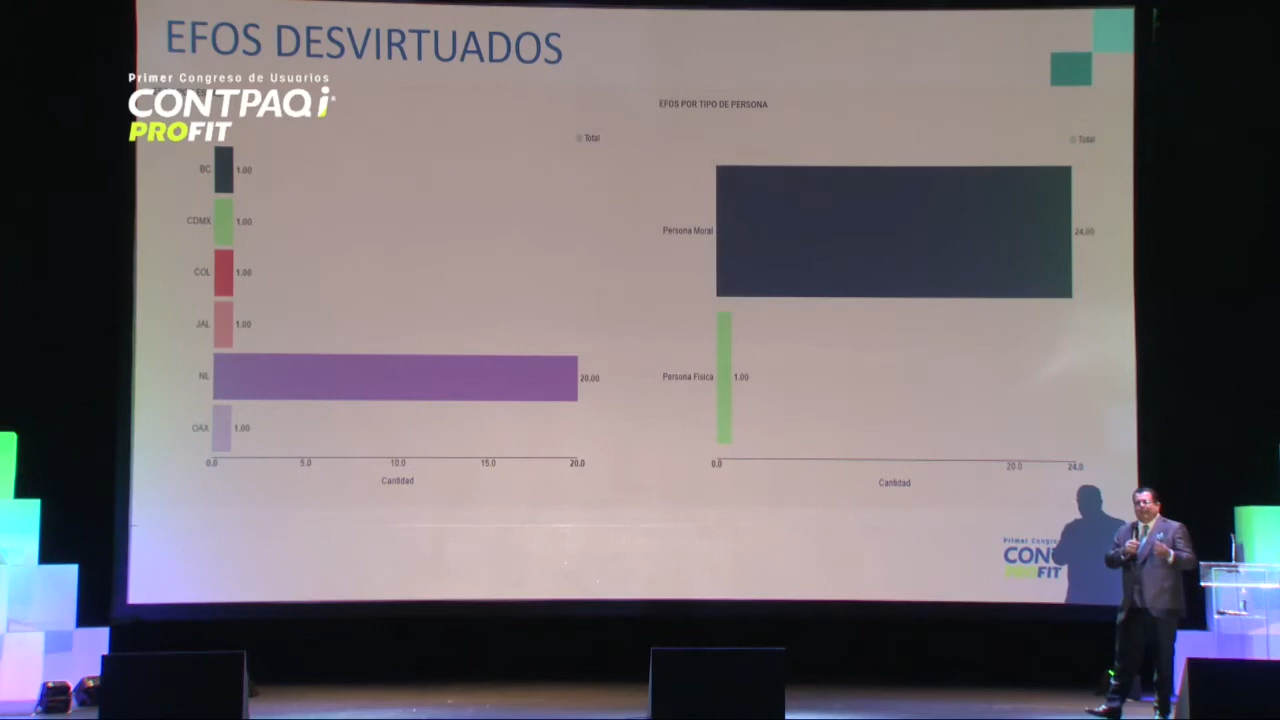 EFOS DESVIRTUADOS
Primer Congreso de Usuarios
CONTPAQ i®
PROFIT
EFOS POR TIPO DE PERSONA
Total
Total
BC 1.00
CDMX 1.00
COL 1.00
JAL 1.00
NL 20.00
OAX 1.00
0.0 5.0 10.0 15.0 20.0
Cantidad
Persona Moral 24.00
Persona Física 1.00
0.0 20.0 24.0
Cantidad
Primer Congre
CON
PROFIT